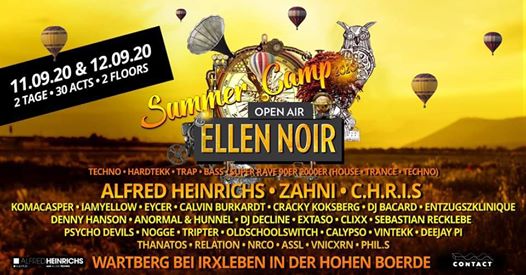 11.09.20 & 12.09.20
2 TAGE • 30 ACTS • 2 FLOORS
Summer Camp
OPEN AIR
ELLEN NOIR
TECHNO • HARDTEKK • TRAP • BASS • SUPER RAVE 90ER 2000ER (HOUSE • TRANCE • TECHNO)
ALFRED HEINRICHS • ZAHNI • C.H.R.I.S
KOMACASPER • IAMYELLOW • EYCER • CALVIN BURKARDT • CRACKY KOKSBERG • DJ BACARD • ENTZUGSZKLINIQUE
DENNY HANSON • ANORMAL & HUNNEL • DJ DECLINE • EXTASO • CLIXX • SEBASTIAN RECKLEBE
PSYCHO DEVILS • NOGGE • TRIPTER • OLDSCHOOLSWITCH • CALYPSO • VINTEKK • DEEJAY PI
THANATOS • RELATION • NRCO • ASSL • VNICXRN • PHIL.S
ALFRED HEINRICHS
WARTBERG BEI IRXLEBEN IN DER HOHEN BOERDE
CONTACT